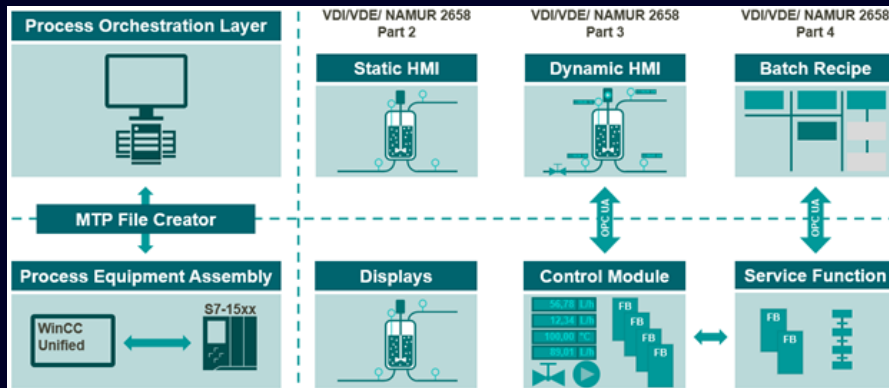 Process Orchestration Layer
VDI/VDE/ NAMUR 2658
Part 2
VDI/VDE/ NAMUR 2658
Part 3
VDI/VDE/ NAMUR 2658
Part 4
Static HMI
Dynamic HMI
Batch Recipe
MTP File Creator
OPC UA
OPC UA
Process Equipment Assembly
Displays
Control Module
Service Function
WinCC
Unified
S7-15xx
56,78 L/h
12,34 L/h
100,00 °C
89,01 L/h
FB
FB
FB
FB
FB
FB